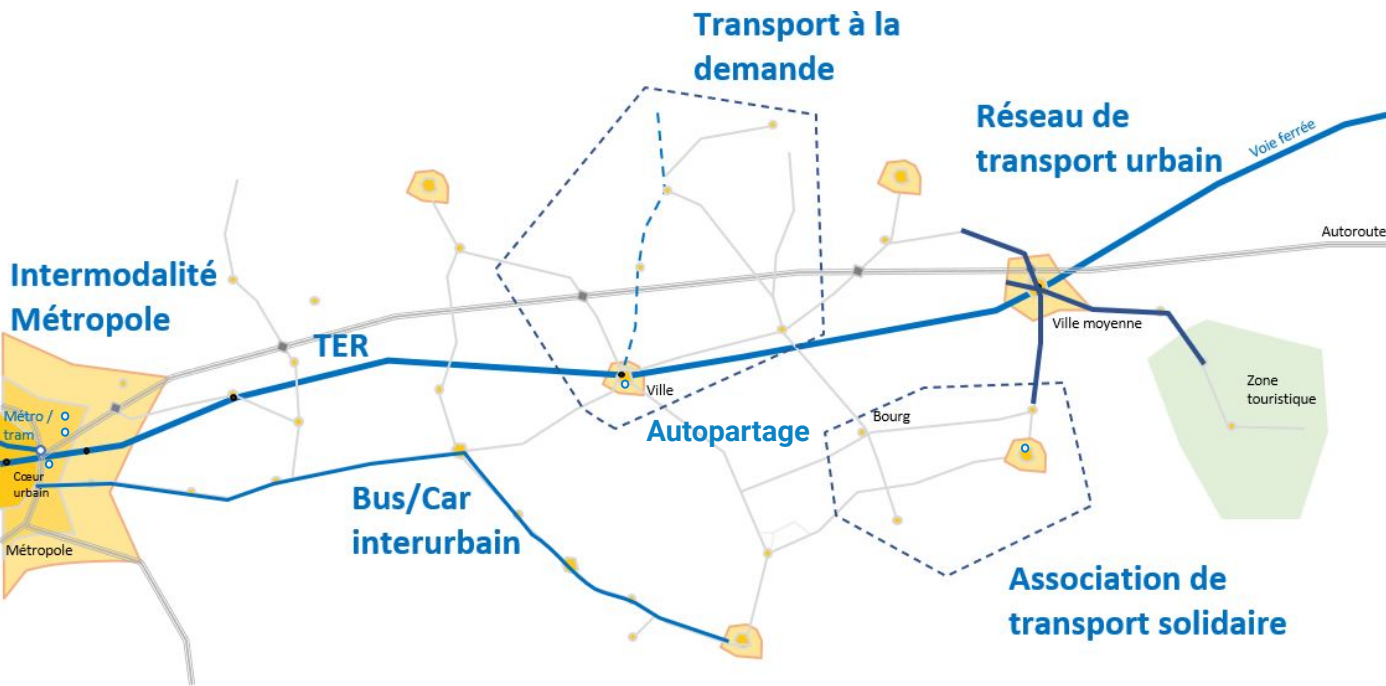 Transport à la
demande
Réseau de
transport urbain
Voie ferrée
Autoroute
Intermodalité
Métropole
TER
Ville moyenne
Ville
Zone
touristique
Métro /
tram
Bourg
Autopartage
Cœur
urbain
Bus/Car
interurbain
Métropole
Association de
transport solidaire